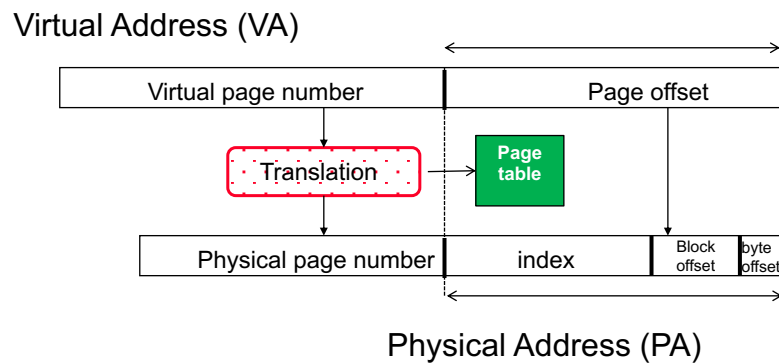 Virtual Address (VA)
Virtual page number
Page offset
Translation
Page
table
Physical page number
index
Block
offset
byte
offset
Physical Address (PA)